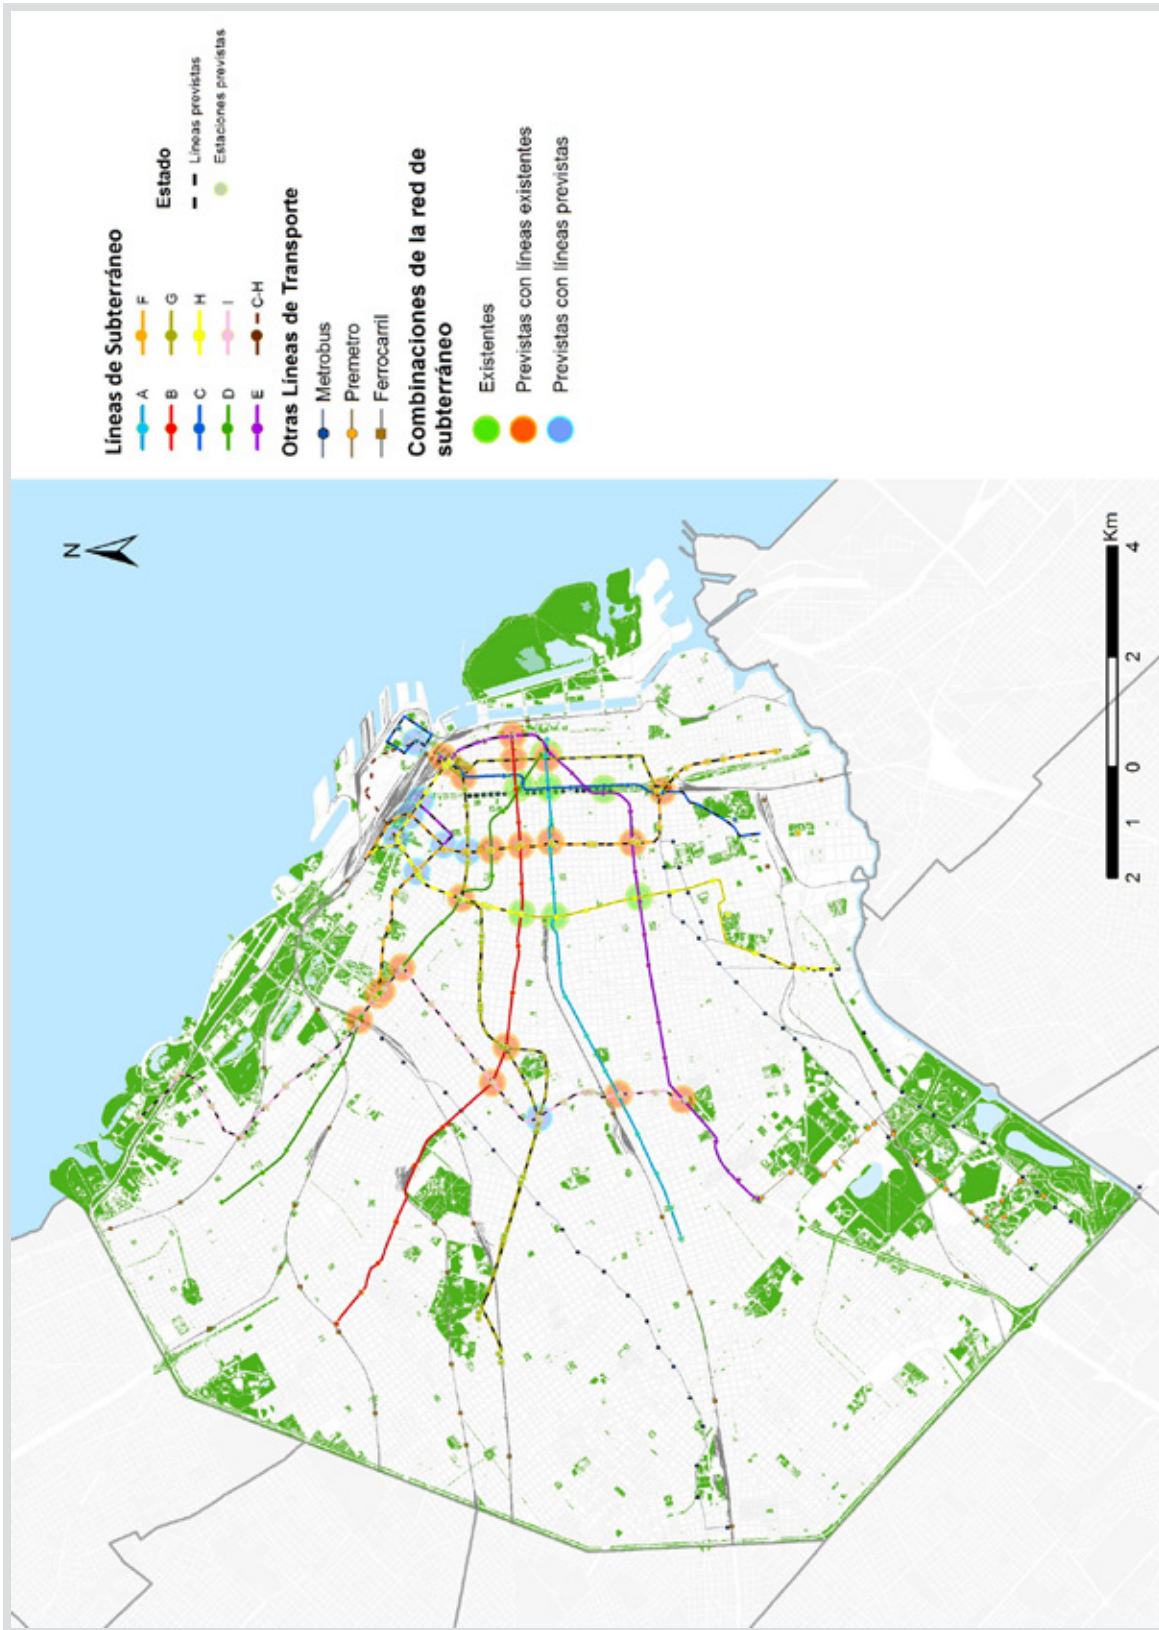 Líneas de Subterráneo
A
B
C
D
E
F
G
H
I
C-H
Estado
Líneas previstas
Estaciones previstas
Otras Líneas de Transporte
Metrobus
Premetro
Ferrocarril
Combinaciones de la red de
subterráneo
Existentes
Previstas con líneas existentes
Previstas con líneas previstas
N
2 1 0 2 4
Km